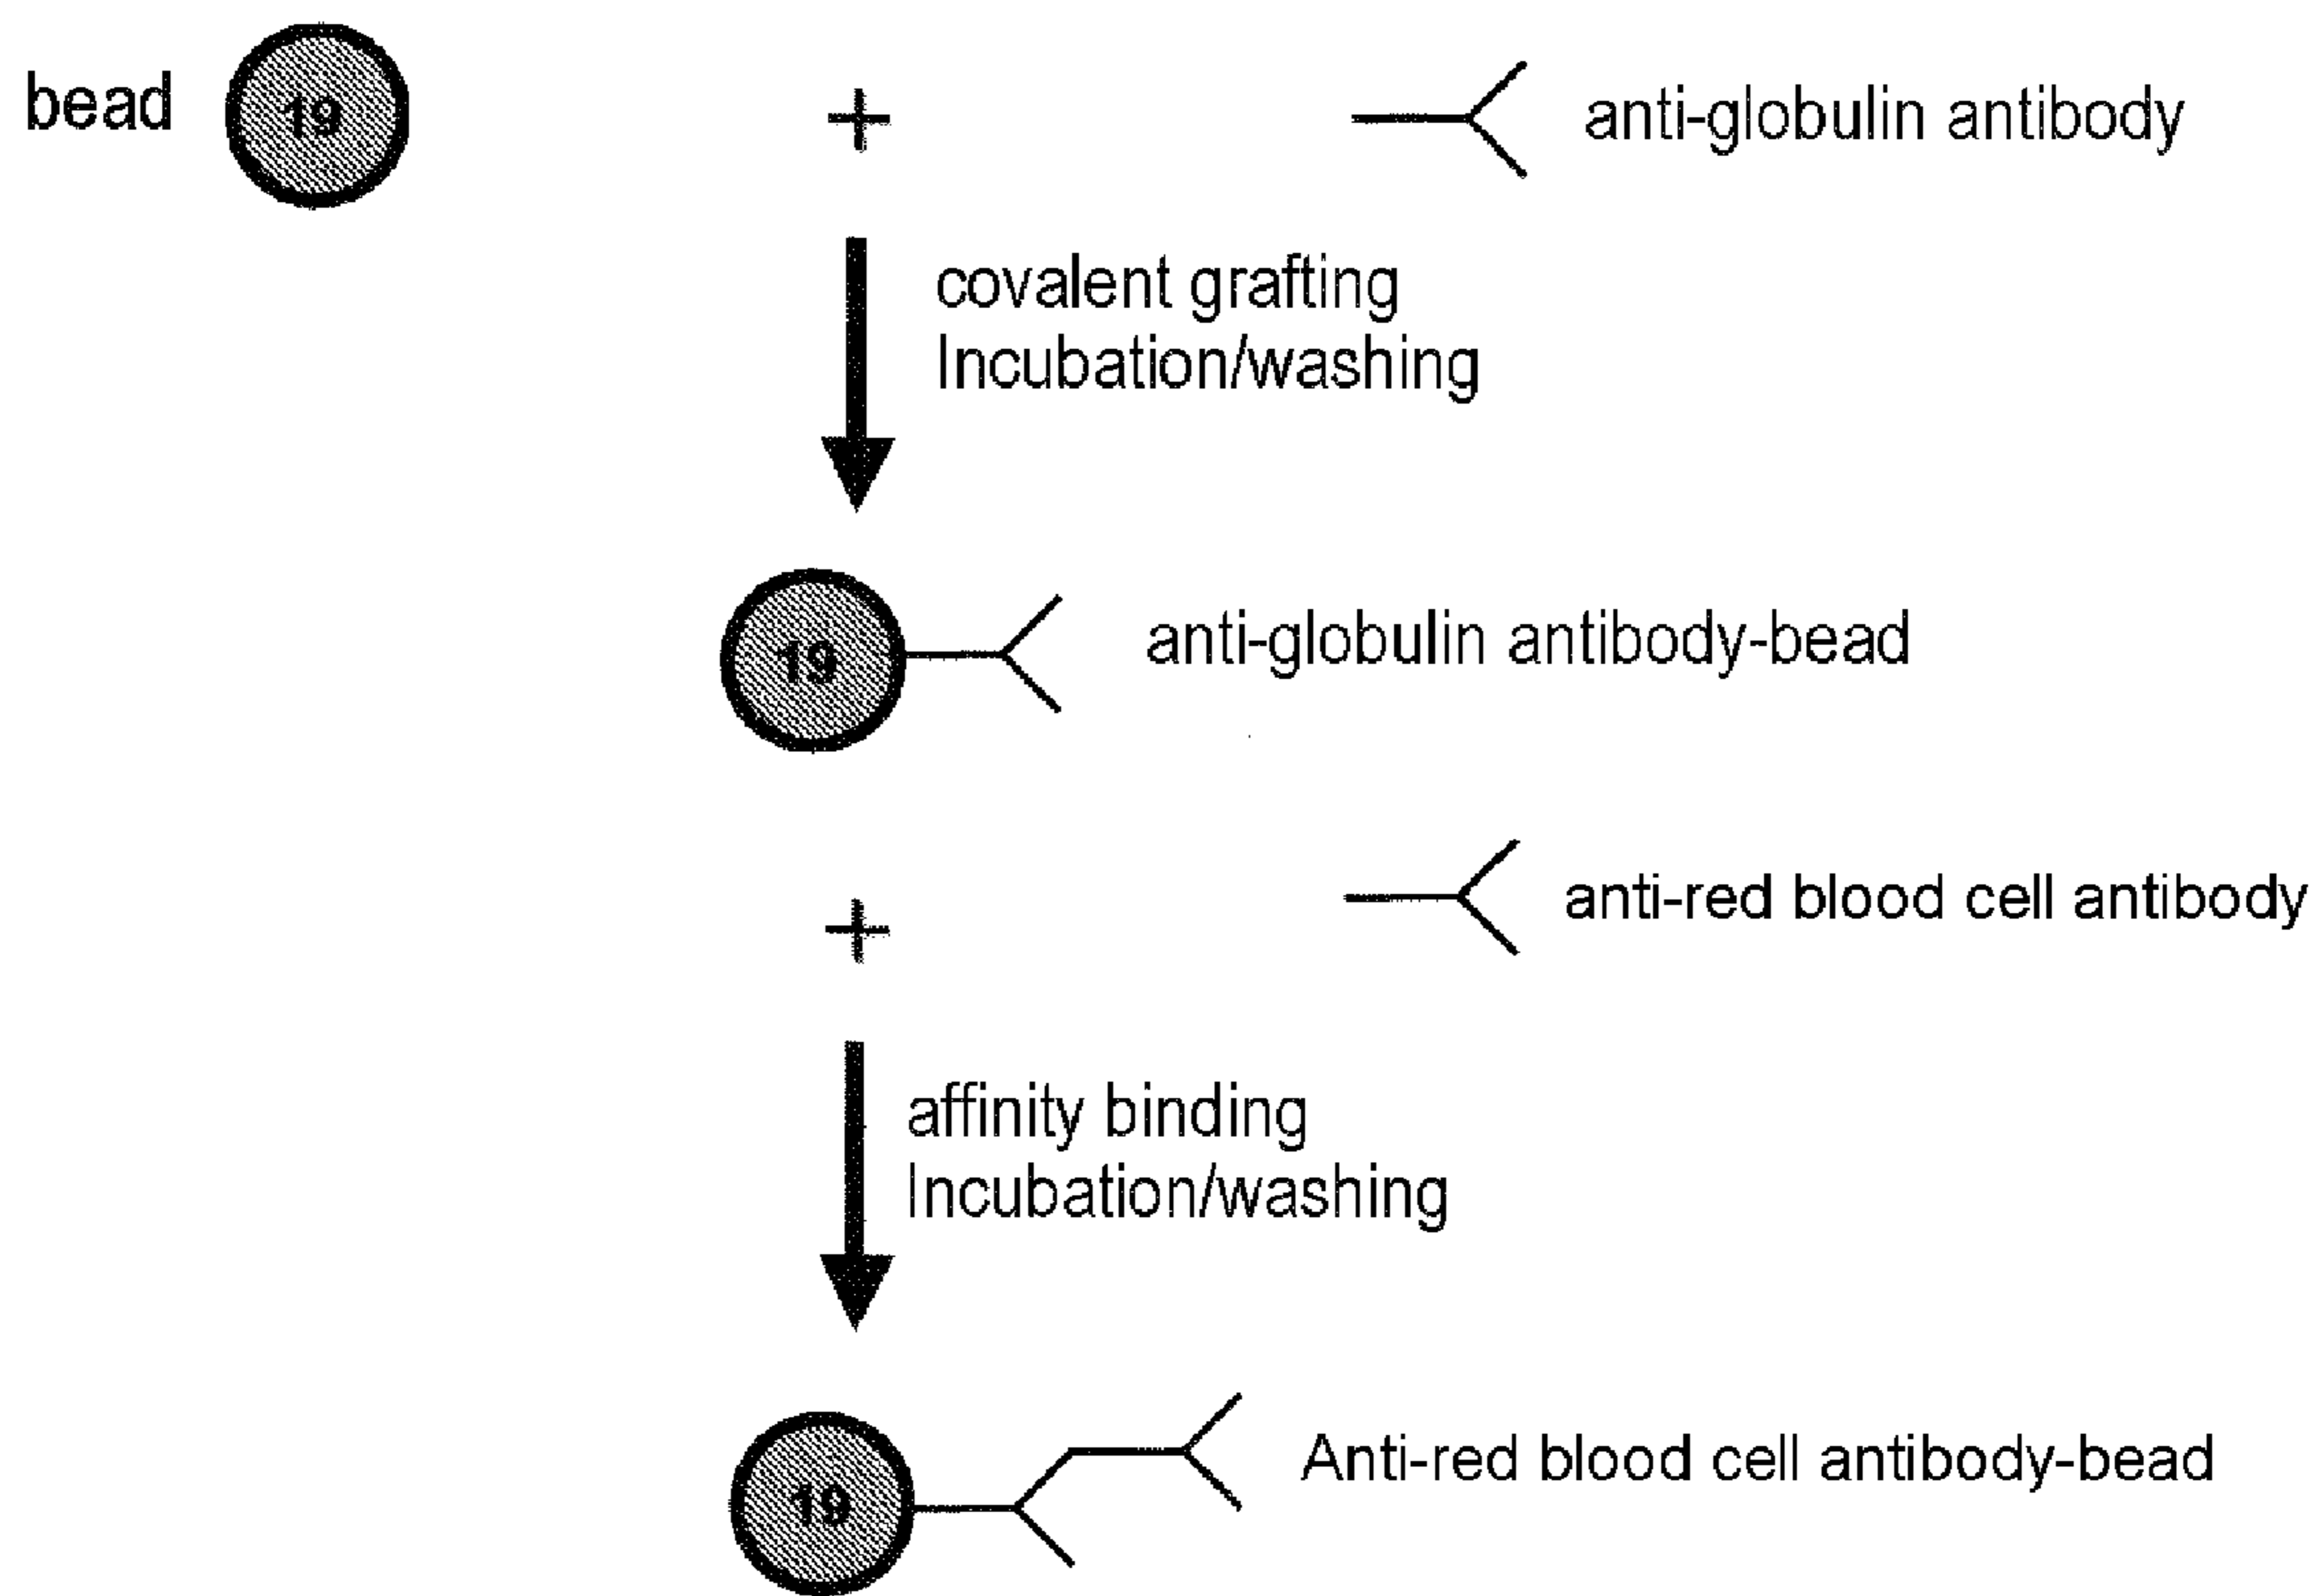 bead 19 + anti-globulin antibody
covalent grafting
Incubation/washing
19 anti-globulin antibody-bead
anti-red blood cell antibody
+
affinity binding
Incubation/washing
19 Anti-red blood cell antibody-bead